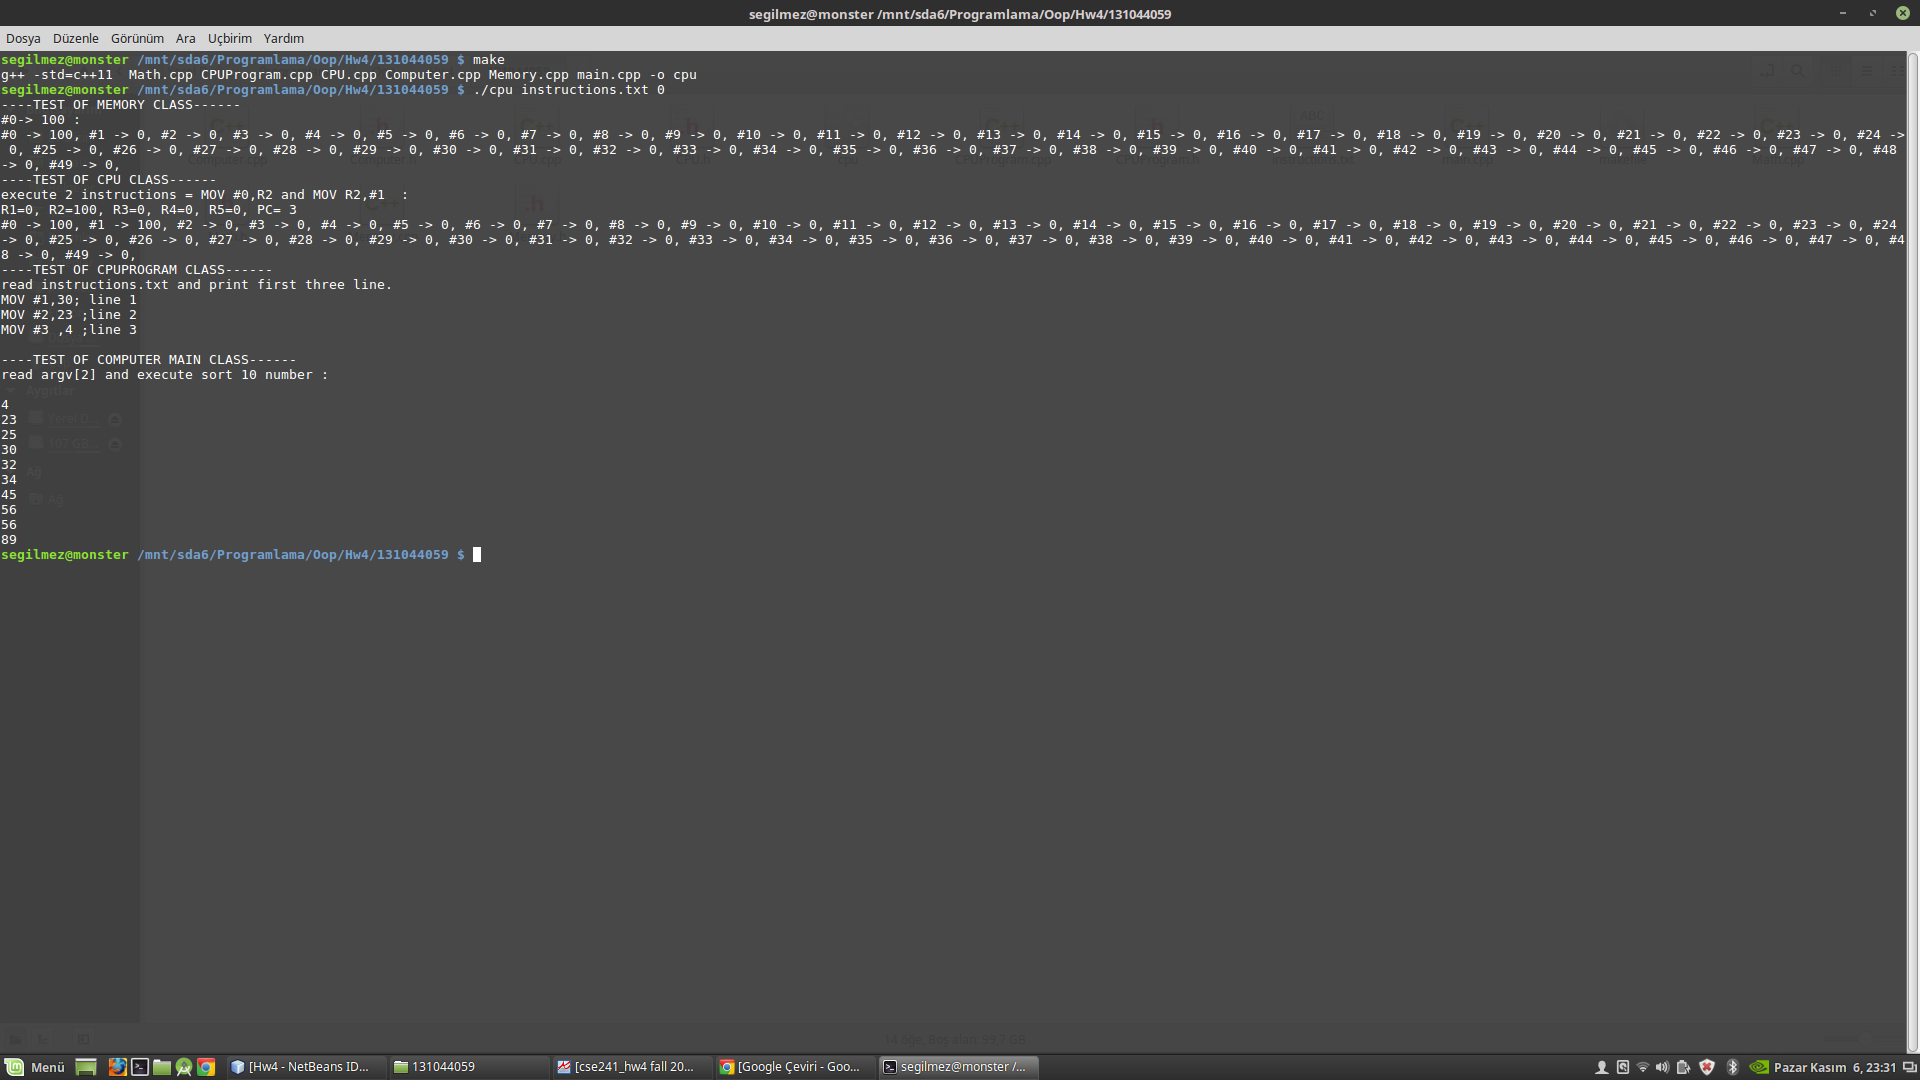 segilmez@monster /mnt/sda6/Programlama/Oop/Hw4/131044059
Dosya Düzenle Görünüm Ara Uçbirim Yardım
segilmez@monster /mnt/sda6/Programlama/Oop/Hw4/131044059 $ make
g++ -std=c++11  Math.cpp CPUProgram.cpp CPU.cpp Computer.cpp Memory.cpp main.cpp -o cpu
segilmez@monster /mnt/sda6/Programlama/Oop/Hw4/131044059 $ ./cpu instructions.txt 0
----TEST OF MEMORY CLASS------
#0-> 100 :
#0 -> 100, #1 -> 0, #2 -> 0, #3 -> 0, #4 -> 0, #5 -> 0, #6 -> 0, #7 -> 0, #8 -> 0, #9 -> 0, #10 -> 0, #11 -> 0, #12 -> 0, #13 -> 0, #14 -> 0, #15 -> 0, #16 -> 0, #17 -> 0, #18 -> 0, #19 -> 0, #20 -> 0, #21 -> 0, #22 -> 0, #23 -> 0, #24 ->
 0, #25 -> 0, #26 -> 0, #27 -> 0, #28 -> 0, #29 -> 0, #30 -> 0, #31 -> 0, #32 -> 0, #33 -> 0, #34 -> 0, #35 -> 0, #36 -> 0, #37 -> 0, #38 -> 0, #39 -> 0, #40 -> 0, #41 -> 0, #42 -> 0, #43 -> 0, #44 -> 0, #45 -> 0, #46 -> 0, #47 -> 0, #48
-> 0, #49 -> 0,
----TEST OF CPU CLASS------
execute 2 instructions = MOV #0,R2 and MOV R2,#1  :
R1=0, R2=100, R3=0, R4=0, R5=0, PC= 3
#0 -> 100, #1 -> 100, #2 -> 0, #3 -> 0, #4 -> 0, #5 -> 0, #6 -> 0, #7 -> 0, #8 -> 0, #9 -> 0, #10 -> 0, #11 -> 0, #12 -> 0, #13 -> 0, #14 -> 0, #15 -> 0, #16 -> 0, #17 -> 0, #18 -> 0, #19 -> 0, #20 -> 0, #21 -> 0, #22 -> 0, #23 -> 0, #24
-> 0, #25 -> 0, #26 -> 0, #27 -> 0, #28 -> 0, #29 -> 0, #30 -> 0, #31 -> 0, #32 -> 0, #33 -> 0, #34 -> 0, #35 -> 0, #36 -> 0, #37 -> 0, #38 -> 0, #39 -> 0, #40 -> 0, #41 -> 0, #42 -> 0, #43 -> 0, #44 -> 0, #45 -> 0, #46 -> 0, #47 -> 0, #4
8 -> 0, #49 -> 0,
----TEST OF CPUPROGRAM CLASS------
read instructions.txt and print first three line.
MOV #1,30; line 1
MOV #2,23 ;line 2
MOV #3 ,4 ;line 3
----TEST OF COMPUTER MAIN CLASS------
read argv[2] and execute sort 10 number :
4
23
25
30
32
34
45
56
56
89
segilmez@monster /mnt/sda6/Programlama/Oop/Hw4/131044059 $
Menü [Hw4 - NetBeans ID... 131044059 [cse241_hw4 fall 20... [Google Çeviri - Goo... segilmez@monster /... Pazar Kasım  6, 23:31